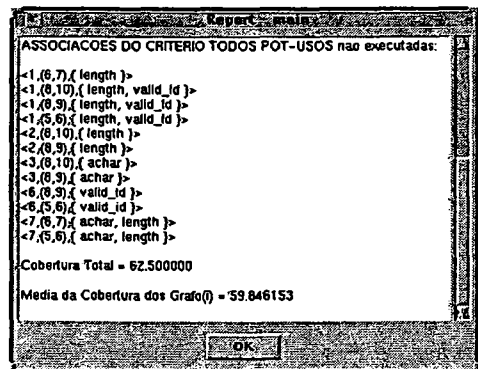 Report - main
ASSOCIACOES DO CRITERIO TODOS POT-USOS nao executadas:
<1,(6,7),{ length }>
<1,(8,10),{ length, valid_id }>
<1,(8,9),{ length, valid_id }>
<1,(5,6),{ length, valid_id }>
<2,(8,10),{ length }>
<2,(8,9),{ length }>
<3,(8,10),{ achar }>
<3,(8,9),{ achar }>
<6,(8,9),{ valid_id }>
<6,(5,6),{ valid_id }>
<7,(6,7),{ achar, length }>
<7,(5,6),{ achar, length }>
Cobertura Total = 62.500000
Media da Cobertura dos Grafo(i) = 59.846153
OK